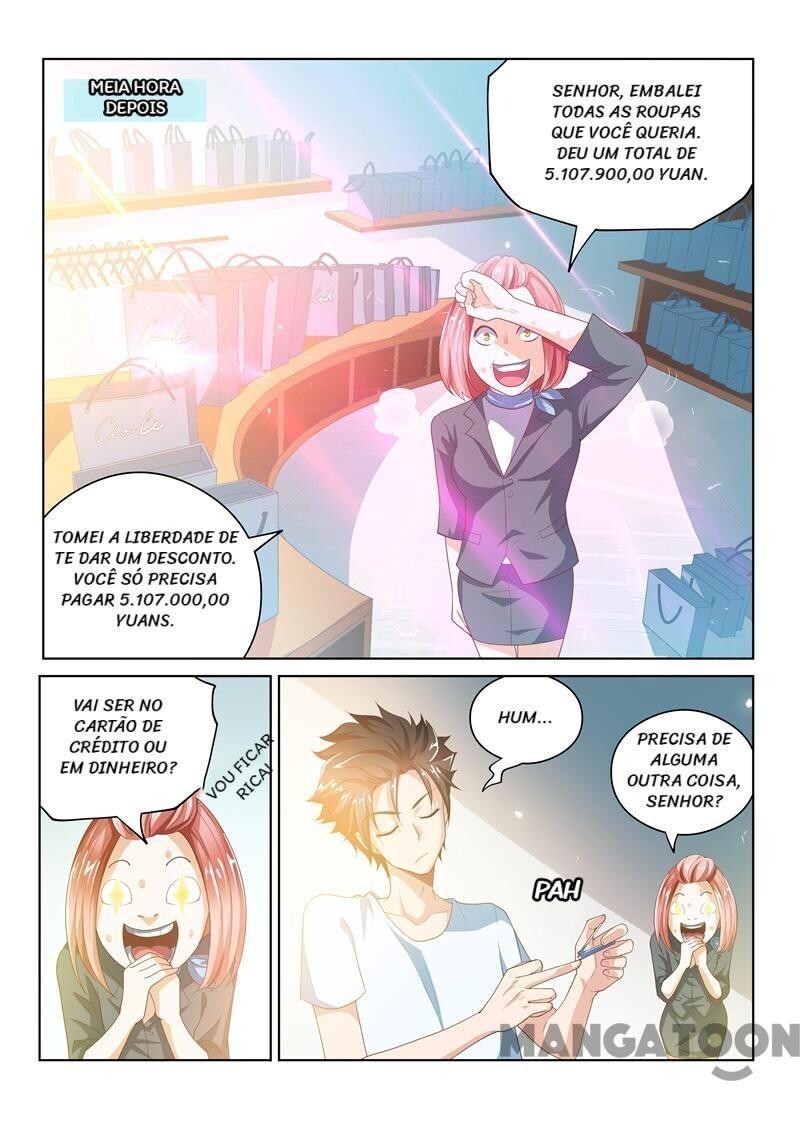 MEIA HORA
DEPOIS
SENHOR, EMBALEI
TODAS AS ROUPAS
QUE VOCÊ QUERIA.
DEU UM TOTAL DE
5.107.900,00 YUAN.
TOMEI A LIBERDADE DE
TE DAR UM DESCONTO.
VOCÊ SÓ PRECISA
PAGAR 5.107.000,00
YUANS.
VAI SER NO
CARTÃO DE
CRÉDITO OU
EM DINHEIRO?
VOU FICAR
RICA!
HUM...
PRECISA DE
ALGUMA
OUTRA COISA,
SENHOR?
PAH
MANGATOON